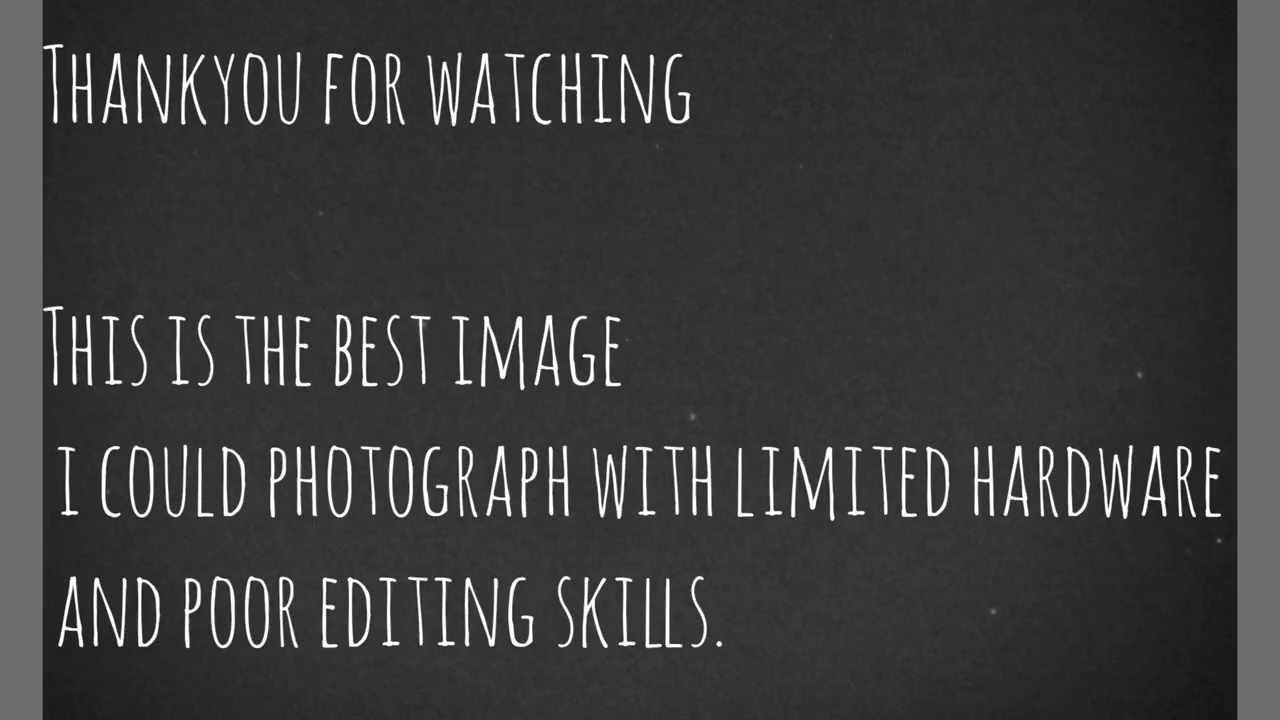 Thankyou for watching
This is the best image
i could photograph with limited hardware
and poor editing skills.